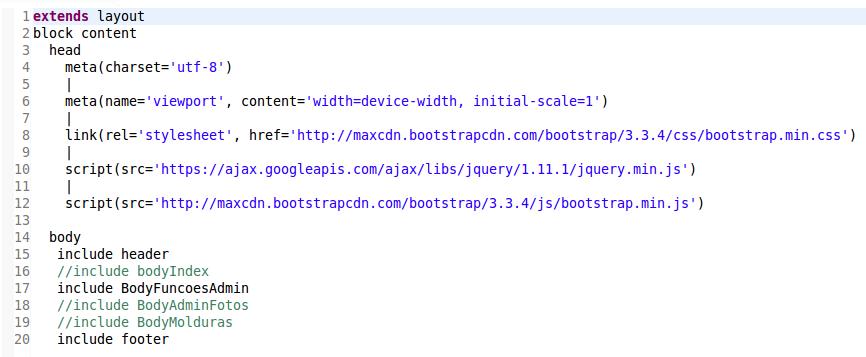 1 extends layout
2 block content
3   head
4     meta(charset='utf-8')
5     |
6     meta(name='viewport', content='width=device-width, initial-scale=1')
7     |
8     link(rel='stylesheet', href='http://maxcdn.bootstrapcdn.com/bootstrap/3.3.4/css/bootstrap.min.css')
9     |
10     script(src='https://ajax.googleapis.com/ajax/libs/jquery/1.11.1/jquery.min.js')
11     |
12     script(src='http://maxcdn.bootstrapcdn.com/bootstrap/3.3.4/js/bootstrap.min.js')
13
14   body
15    include header
16    //include bodyIndex
17    include BodyFuncoesAdmin
18    //include BodyAdminFotos
19    //include BodyMolduras
20    include footer